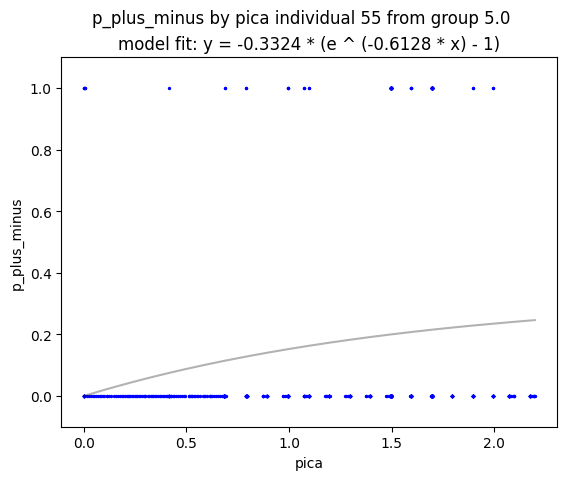 p_plus_minus by pica individual 55 from group 5.0
model fit: y = -0.3324 * (e ^ (-0.6128 * x) - 1)
1.0
0.8
0.6
0.4
0.2
0.0
p_plus_minus
0.0 0.5 1.0 1.5 2.0
pica